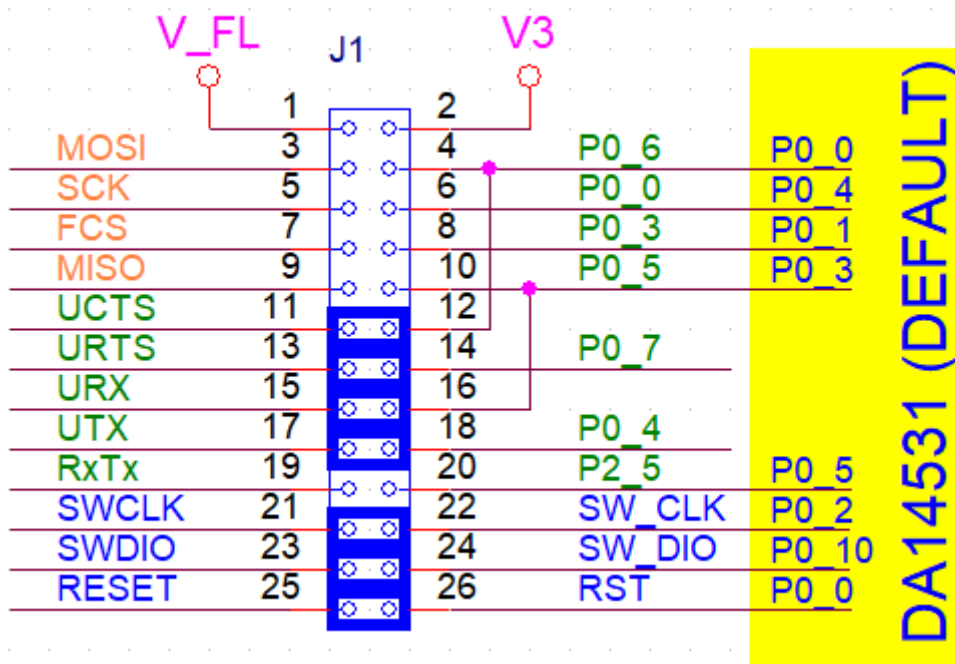 V_FL J1 V3
1 2
MOSI 3 4 P0_6 P0_0
SCK 5 6 P0_0 P0_4
FCS 7 8 P0_3 P0_1
MISO 9 10 P0_5 P0_3
UCTS 11 12
URTS 13 14 P0_7
URX 15 16
UTX 17 18 P0_4
RxTx 19 20 P2_5 P0_5
SWCLK 21 22 SW_CLK P0_2
SWDIO 23 24 SW_DIO P0_10
RESET 25 26 RST P0_0
DA14531 (DEFAULT)